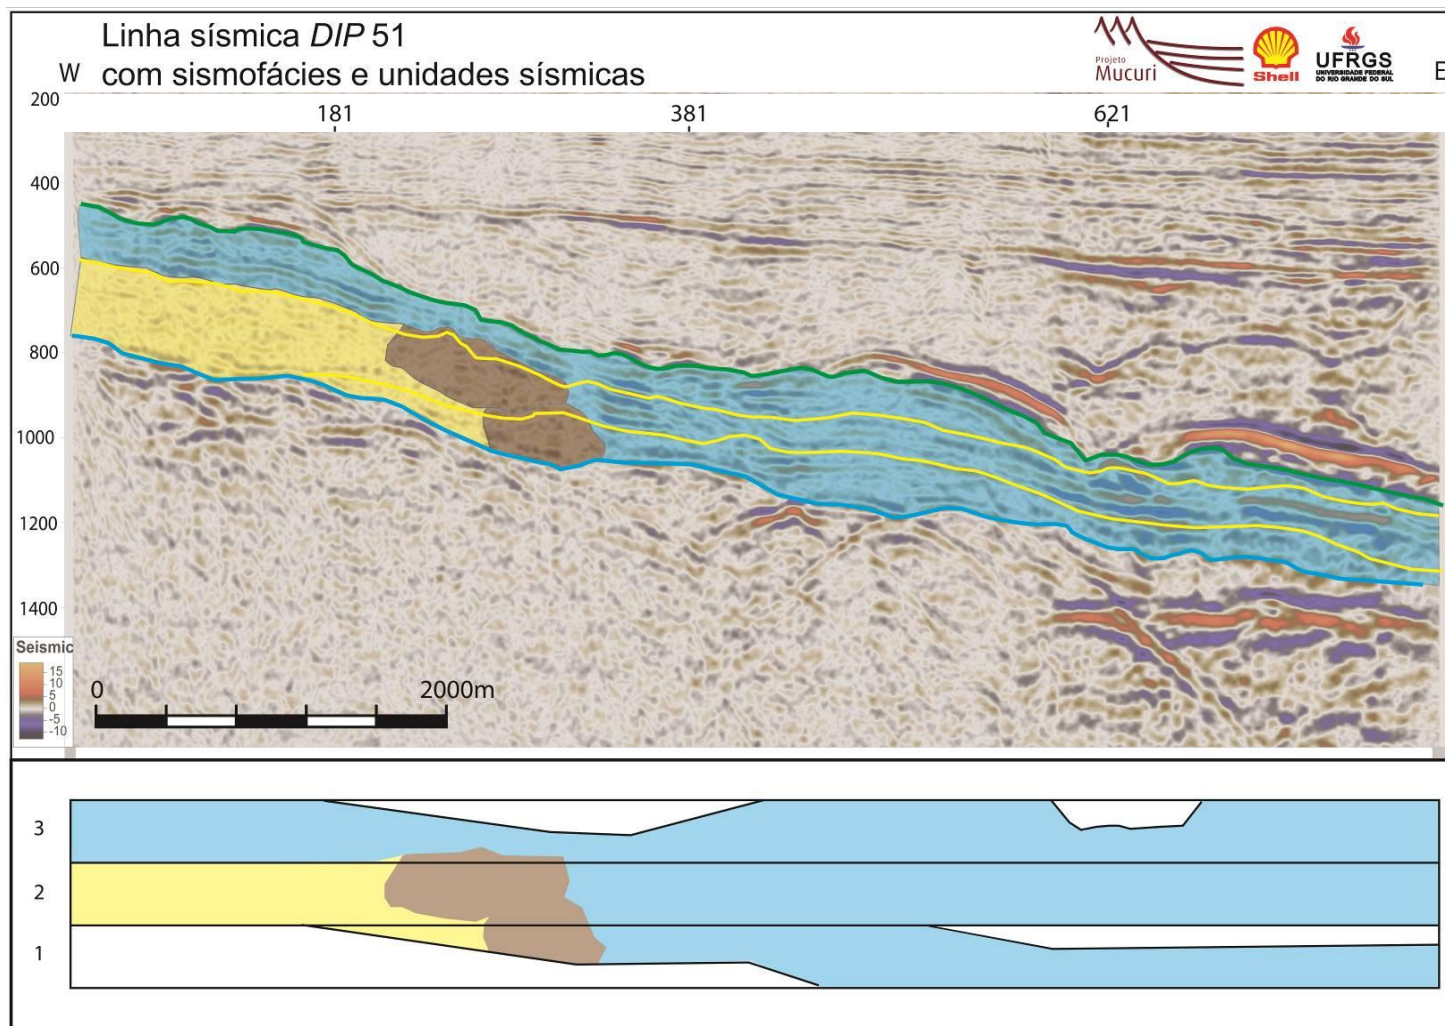 Linha sísmica DIP 51
W com sismofácies e unidades sísmicas
Projeto
Mucuri
Shell
UFRGS
UNIVERSIDADE FEDERAL
DO RIO GRANDE DO SUL
E
200
181 381 621
400
600
800
1000
1200
1400
Seismic
15
10
5
0
-5
-10
0 2000m
3
2
1